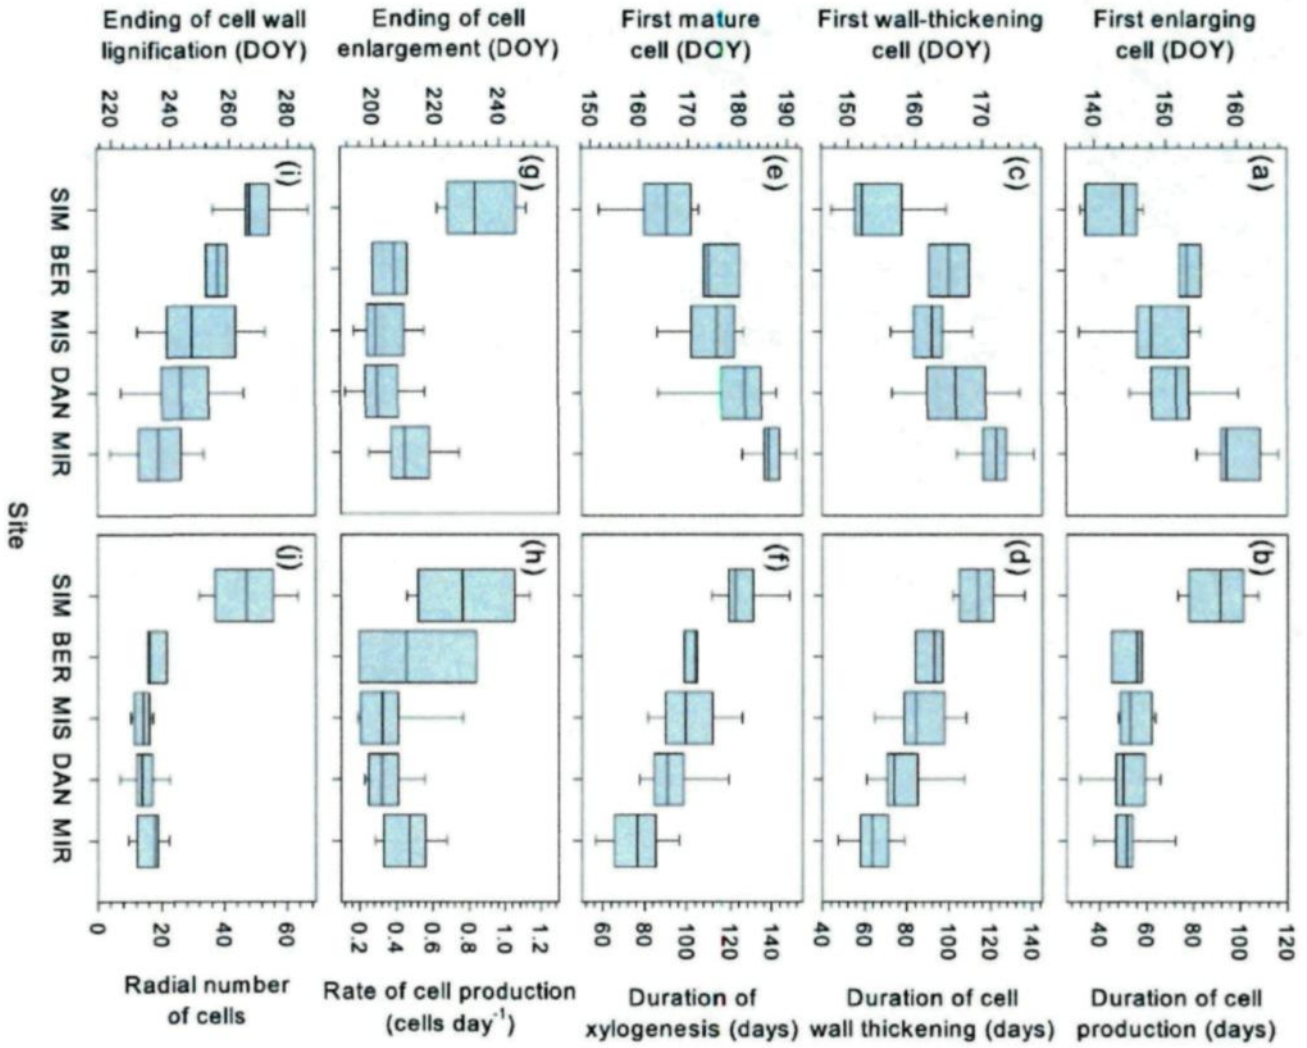 Ending of cell wall
lignification (DOY)
Ending of cell
enlargement (DOY)
First mature
cell (DOY)
First wall-thickening
cell (DOY)
First enlarging
cell (DOY)
220 240 260 280
200 220 240
150 160 170 180 190
150 160 170
140 150 160
(i)
(g)
(e)
(c)
(a)
SIM BER MIS DAN MIR
Site
(j)
(h)
(f)
(d)
(b)
SIM BER MIS DAN MIR
0 20 40 60
0.2 0.4 0.6 0.8 1.0 1.2
60 80 100 120 140
40 60 80 100 120 140
40 60 80 100 120
Radial number
of cells
Rate of cell production
(cells day⁻¹)
Duration of
xylogenesis (days)
Duration of cell
wall thickening (days)
Duration of cell
production (days)